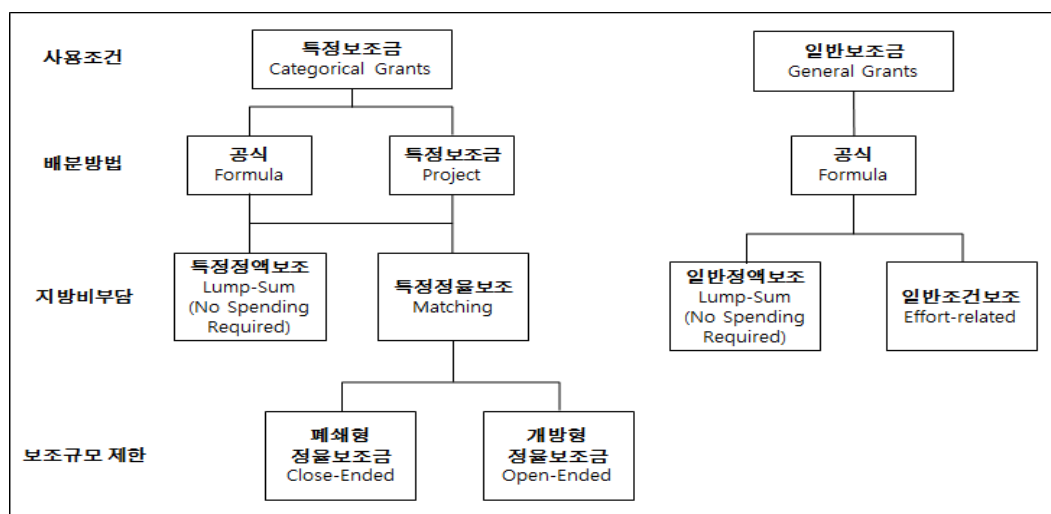 사용조건
특정보조금
Categorical Grants
일반보조금
General Grants
배분방법
공식
Formula
특정보조금
Project
공식
Formula
지방비부담
특정정액보조
Lump-Sum
(No Spending
Required)
특정정율보조
Matching
일반정액보조
Lump-Sum
(No Spending
Required)
일반조건보조
Effort-related
보조규모 제한
폐쇄형
정율보조금
Close-Ended
개방형
정율보조금
Open-Ended